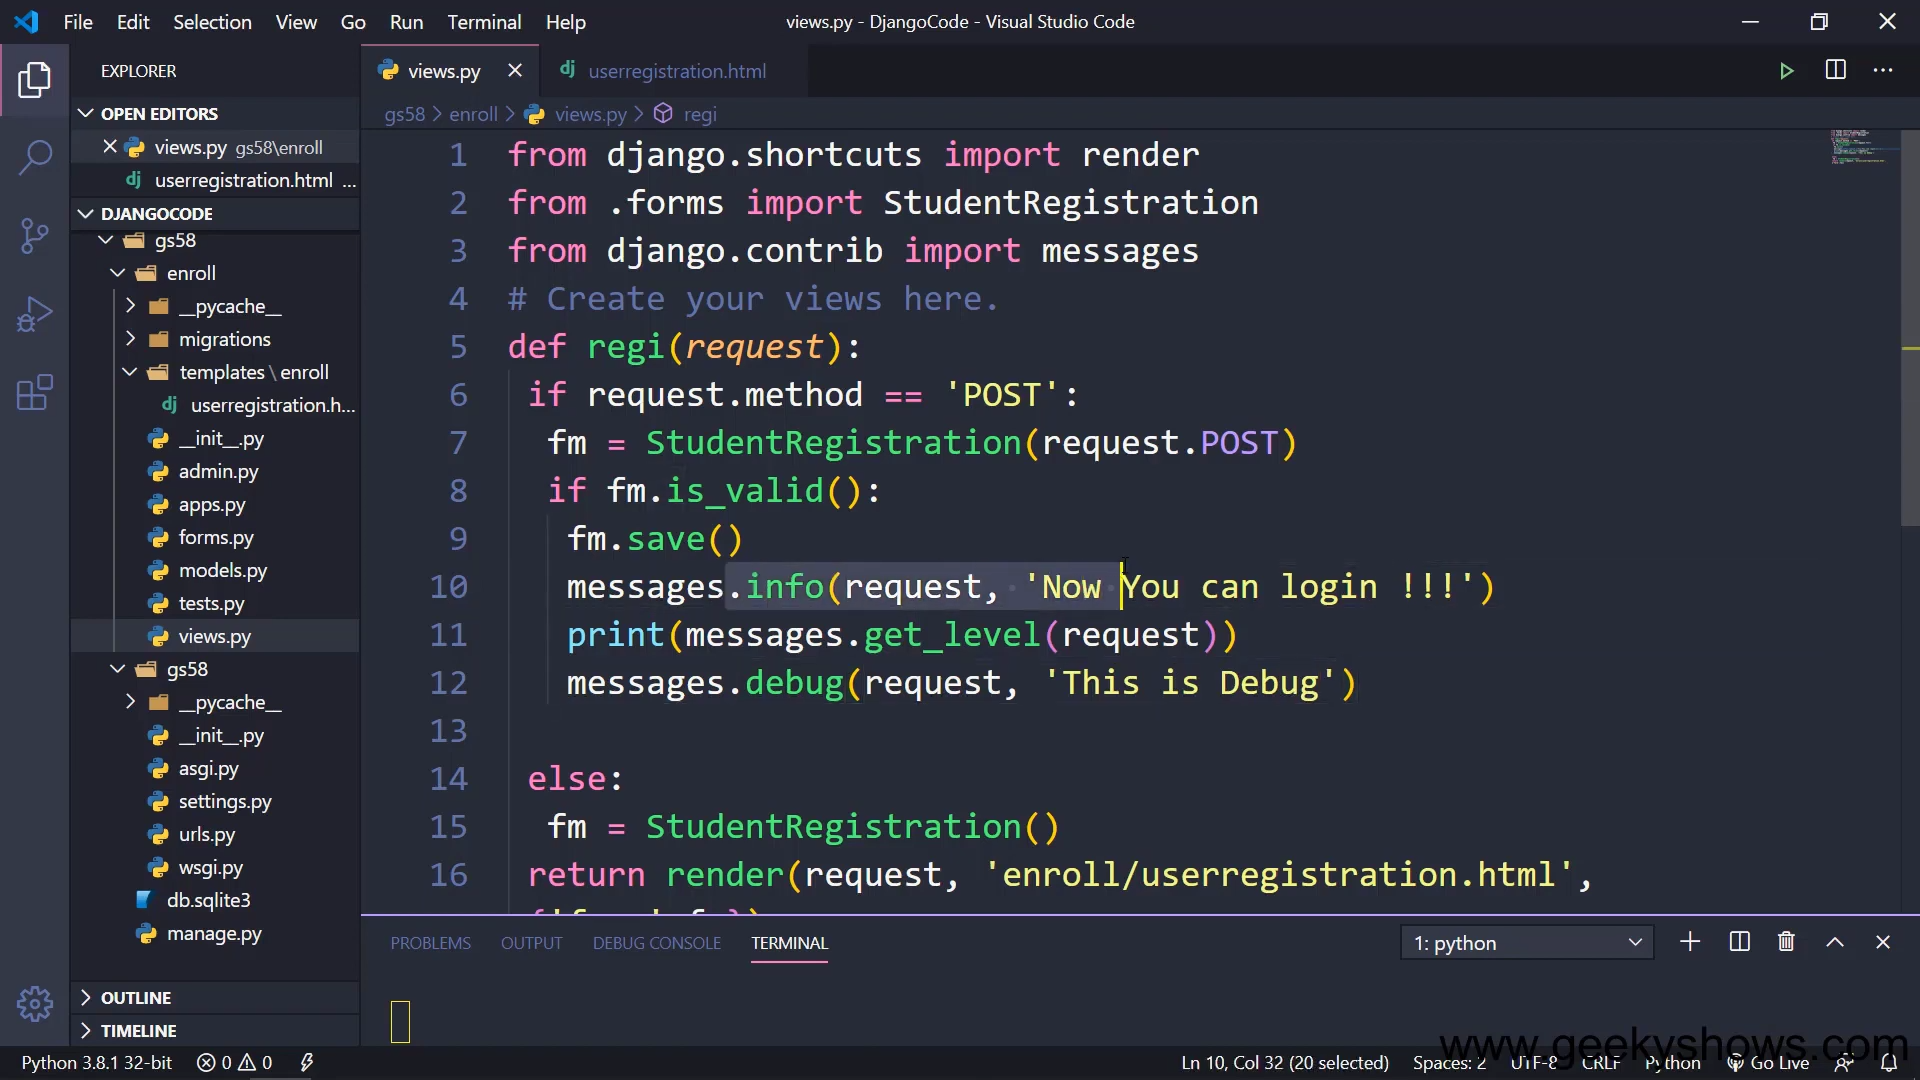 File Edit Selection View Go Run Terminal Help
views.py - DjangoCode - Visual Studio Code
EXPLORER
OPEN EDITORS
views.py gs58\enroll
userregistration.html ...
DJANGOCODE
gs58
enroll
__pycache__
migrations
templates \ enroll
userregistration.h...
__init__.py
admin.py
apps.py
forms.py
models.py
tests.py
views.py
gs58
__pycache__
__init__.py
asgi.py
settings.py
urls.py
wsgi.py
db.sqlite3
manage.py
OUTLINE
TIMELINE
views.py
userregistration.html
gs58 > enroll > views.py > regi
1 from django.shortcuts import render
2 from .forms import StudentRegistration
3 from django.contrib import messages
4 # Create your views here.
5 def regi(request):
6 if request.method == 'POST':
7 fm = StudentRegistration(request.POST)
8 if fm.is_valid():
9 fm.save()
10 messages.info(request, 'Now You can login !!!')
11 print(messages.get_level(request))
12 messages.debug(request, 'This is Debug')
13
14 else:
15 fm = StudentRegistration()
16 return render(request, 'enroll/userregistration.html',
PROBLEMS OUTPUT DEBUG CONSOLE TERMINAL
1: python
www.geekyshows.com
Python 3.8.1 32-bit 0 0
Ln 10, Col 32 (20 selected) Spaces: 2 UTF-8 CRLF Python Go Live